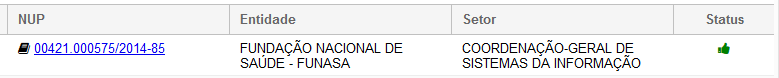 NUP Entidade Setor Status
00421.000575/2014-85 FUNDAÇÃO NACIONAL DE SAÚDE - FUNASA COORDENAÇÃO-GERAL DE SISTEMAS DA INFORMAÇÃO